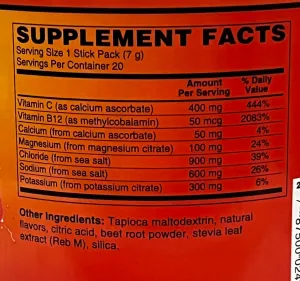 SUPPLEMENT FACTS
Serving Size 1 Stick Pack (7 g)
Servings Per Container 20
Amount Per Serving % Daily Value
Vitamin C (as calcium ascorbate) 400 mg 444%
Vitamin B12 (as methylcobalamin) 50 mcg 2083%
Calcium (from calcium ascorbate) 50 mg 4%
Magnesium (from magnesium citrate) 100 mg 24%
Chloride (from sea salt) 900 mg 39%
Sodium (from sea salt) 600 mg 26%
Potassium (from potassium citrate) 300 mg 6%
Other Ingredients: Tapioca maltodextrin, natural
flavors, citric acid, beet root powder, stevia leaf
extract (Reb M), silica.